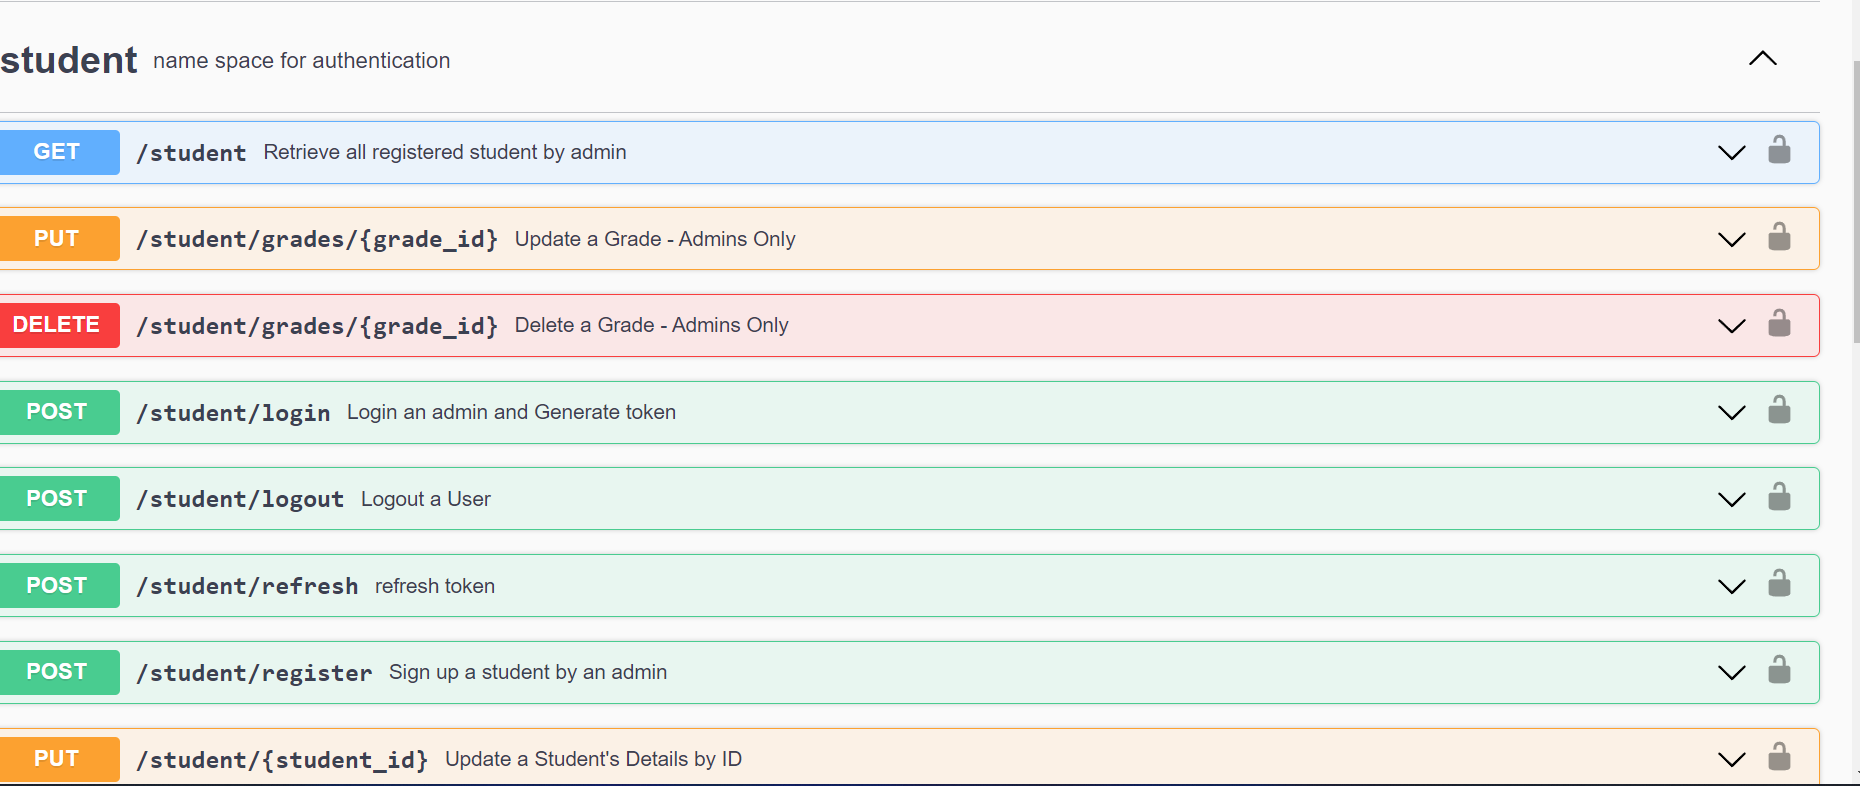 student name space for authentication
GET /student Retrieve all registered student by admin
PUT /student/grades/{grade_id} Update a Grade - Admins Only
DELETE /student/grades/{grade_id} Delete a Grade - Admins Only
POST /student/login Login an admin and Generate token
POST /student/logout Logout a User
POST /student/refresh refresh token
POST /student/register Sign up a student by an admin
PUT /student/{student_id} Update a Student's Details by ID